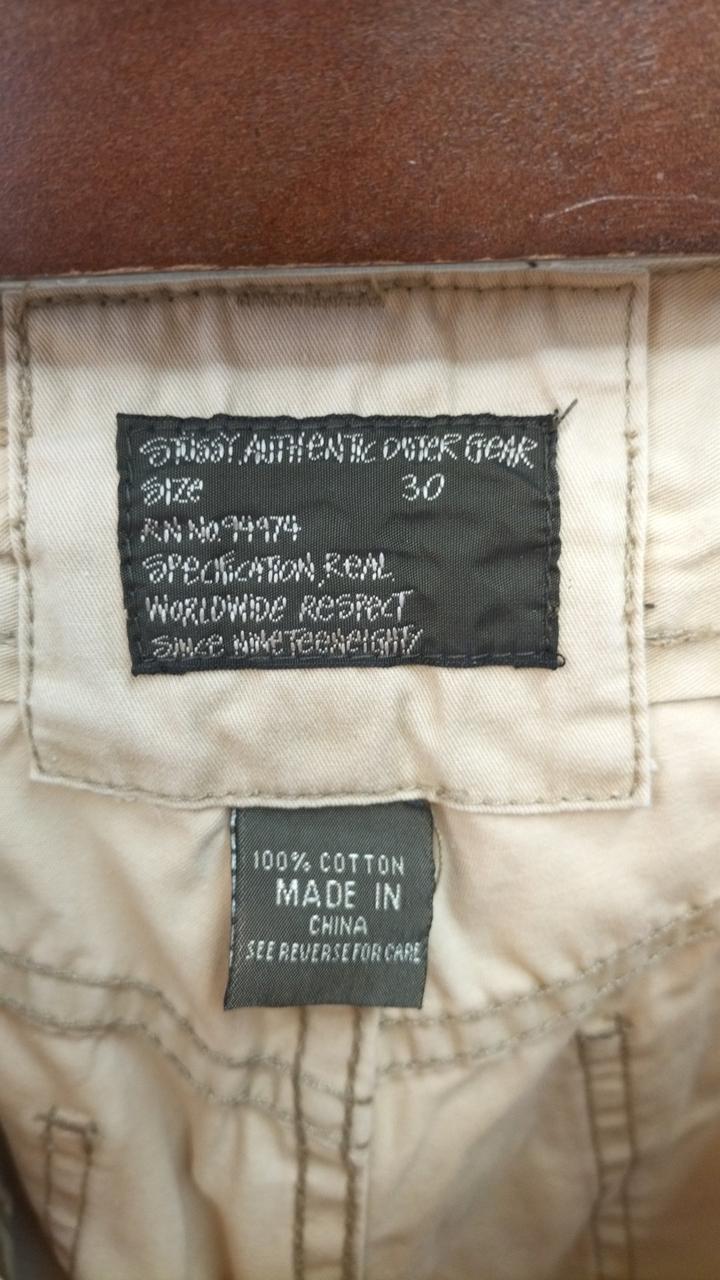 STÜSSY. AUTHENTIC OUTER GEAR.
SIZE 30
RN No. 94974
SPECIFICATION. REAL.
WORLDWIDE RESPECT
SINCE NINETEENEIGHTY
100% COTTON
MADE IN
CHINA
SEE REVERSE FOR CARE